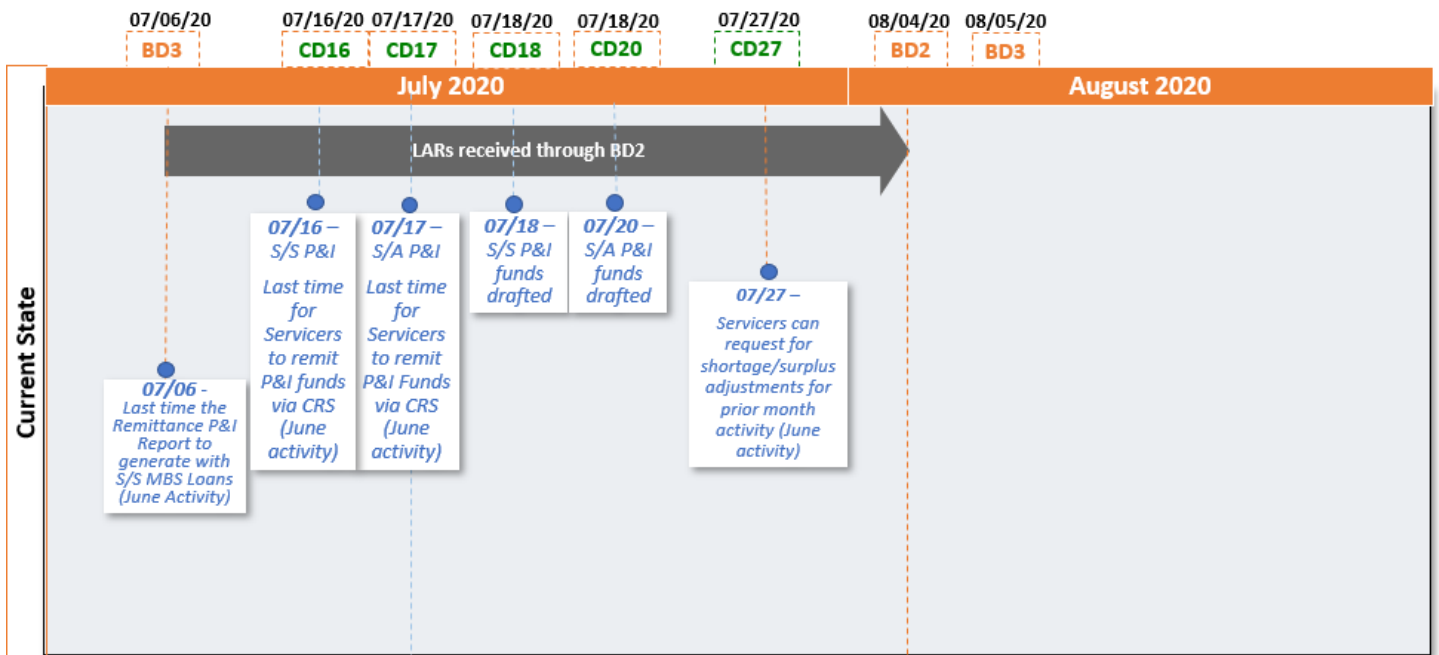 07/06/20 07/16/20 07/17/20 07/18/20 07/18/20 07/27/20 08/04/20 08/05/20
BD3 CD16 CD17 CD18 CD20 CD27 BD2 BD3
July 2020 August 2020
Current State
LARs received through BD2
07/06 -
Last time the
Remittance P&I
Report to
generate with
S/S MBS Loans
(June Activity)
07/16 –
S/S P&I
Last time
for
Servicers
to remit
P&I funds
via CRS
(June
activity)
07/17 –
S/A P&I
Last time
for
Servicers
to remit
P&I Funds
via CRS
(June
activity)
07/18 –
S/S P&I
funds
drafted
07/20 –
S/A P&I
funds
drafted
07/27 –
Servicers can
request for
shortage/surplus
adjustments for
prior month
activity (June
activity)